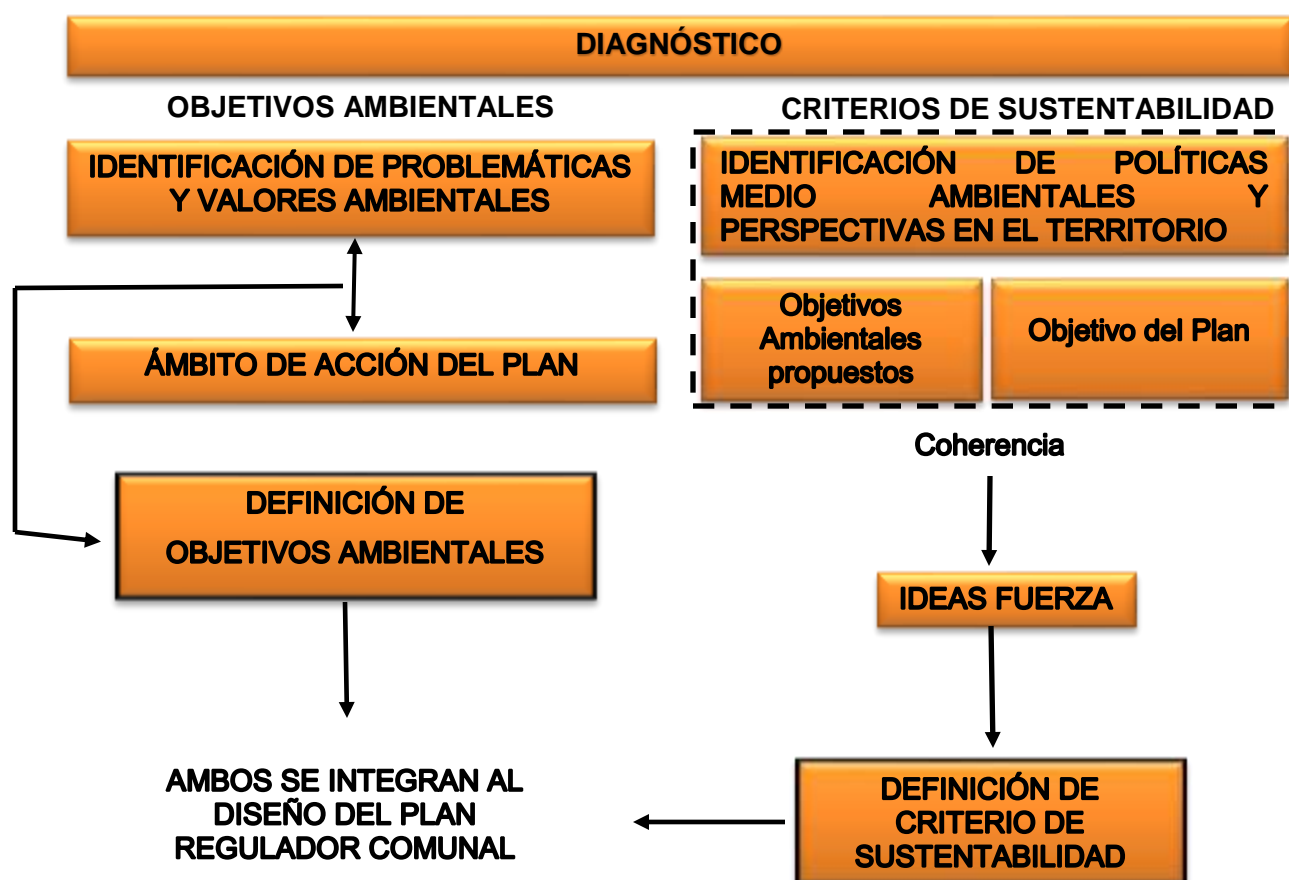 DIAGNÓSTICO
OBJETIVOS AMBIENTALES
IDENTIFICACIÓN DE PROBLEMÁTICAS
Y VALORES AMBIENTALES
ÁMBITO DE ACCIÓN DEL PLAN
DEFINICIÓN DE
OBJETIVOS AMBIENTALES
CRITERIOS DE SUSTENTABILIDAD
IDENTIFICACIÓN DE POLÍTICAS
MEDIO AMBIENTALES Y
PERSPECTIVAS EN EL TERRITORIO
Objetivos
Ambientales
propuestos
Objetivo del Plan
Coherencia
IDEAS FUERZA
DEFINICIÓN DE
CRITERIO DE
SUSTENTABILIDAD
AMBOS SE INTEGRAN AL
DISEÑO DEL PLAN
REGULADOR COMUNAL